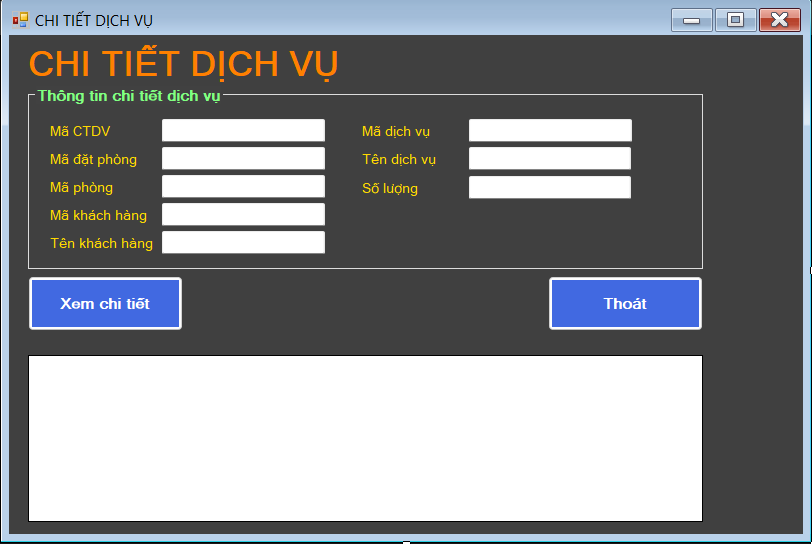 CHI TIẾT DỊCH VỤ
CHI TIẾT DỊCH VỤ
Thông tin chi tiết dịch vụ
Mã CTDV
Mã đặt phòng
Mã phòng
Mã khách hàng
Tên khách hàng
Mã dịch vụ
Tên dịch vụ
Số lượng
Xem chi tiết
Thoát